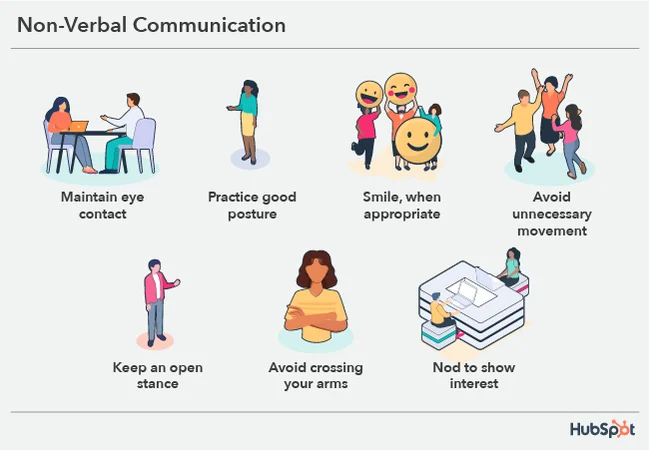 Non-Verbal Communication
Maintain eye
contact
Practice good
posture
Smile, when
appropriate
Avoid
unnecessary
movement
Keep an open
stance
Avoid crossing
your arms
Nod to show
interest
HubSpot